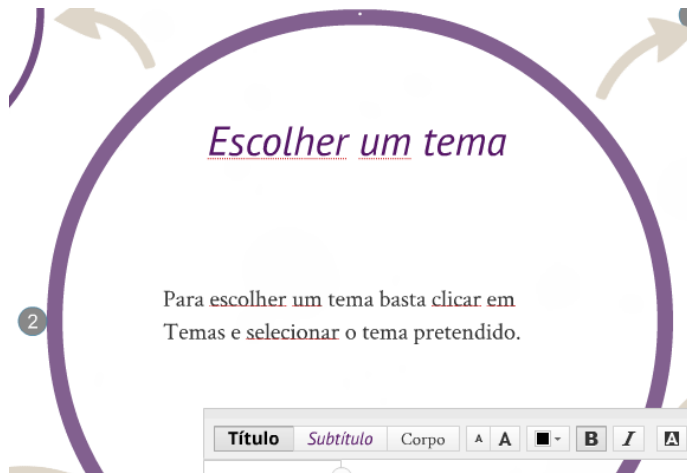 Escolher um tema
Para escolher um tema basta clicar em
Temas e selecionar o tema pretendido.
2
Título Subtítulo Corpo A A B I A